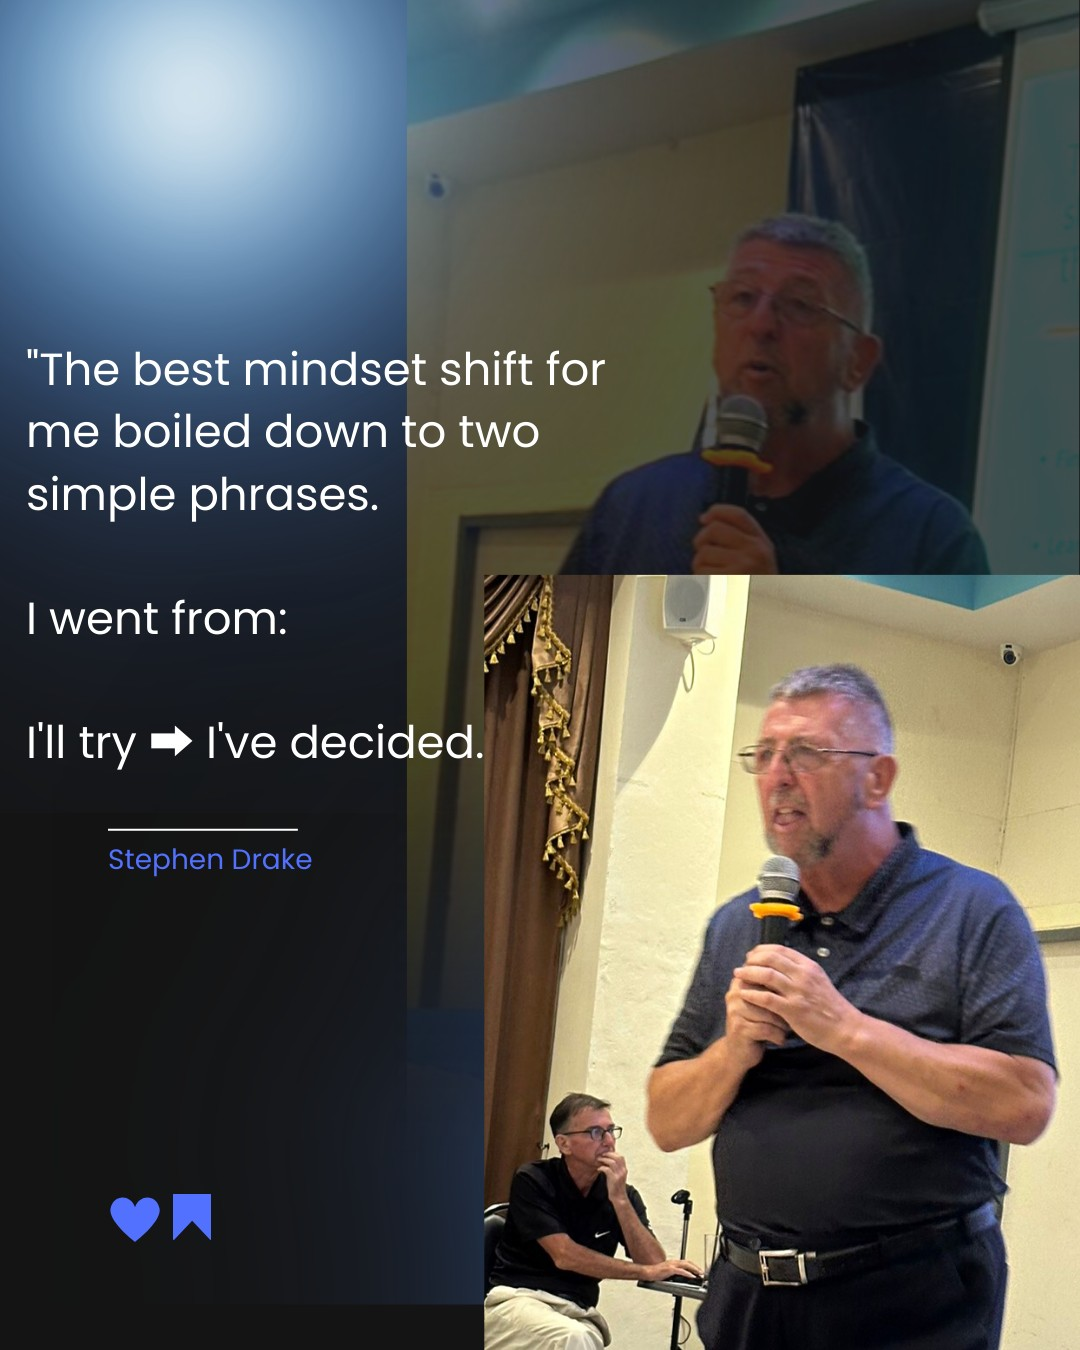 "The best mindset shift for
me boiled down to two
simple phrases.
I went from:
I'll try ➡ I've decided.
Stephen Drake